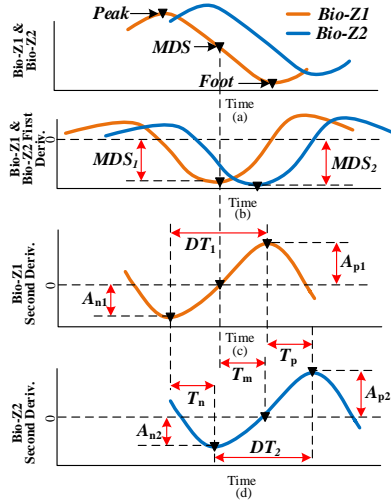 Peak
Bio-Z1
Bio-Z2
MDS
Foot
Bio-Z1 &
Bio-Z2
Time
(a)
Bio-Z1 &
Bio-Z2 First
Deriv.
0
MDS1
MDS2
Time
(b)
Bio-Z1
Second Deriv.
0
DT1
An1
Ap1
Time
(c)
Tp
Tn
Tm
Bio-Z2
Second Deriv.
0
An2
Ap2
DT2
Time
(d)